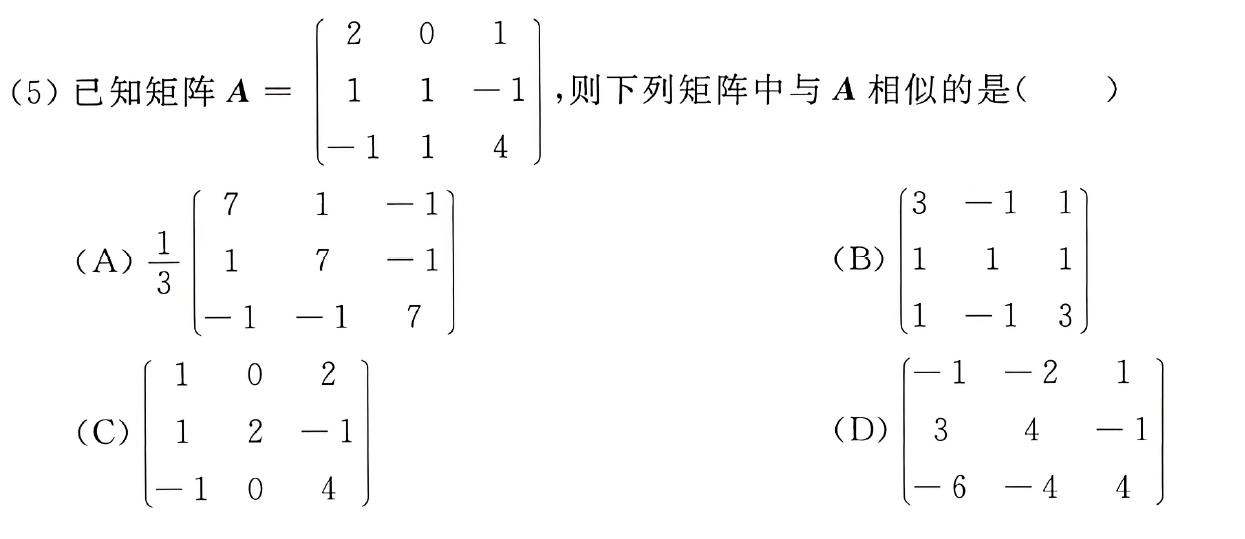 (5) 已知矩阵 A = [2 0 1; 1 1 −1; −1 1 4],则下列矩阵中与 A 相似的是(  )
(A) 1/3 [7 1 −1; 1 7 −1; −1 −1 7] (B) [3 −1 1; 1 1 1; 1 −1 3]
(C) [1 0 2; 1 2 −1; −1 0 4] (D) [−1 −2 1; 3 4 −1; −6 −4 4]